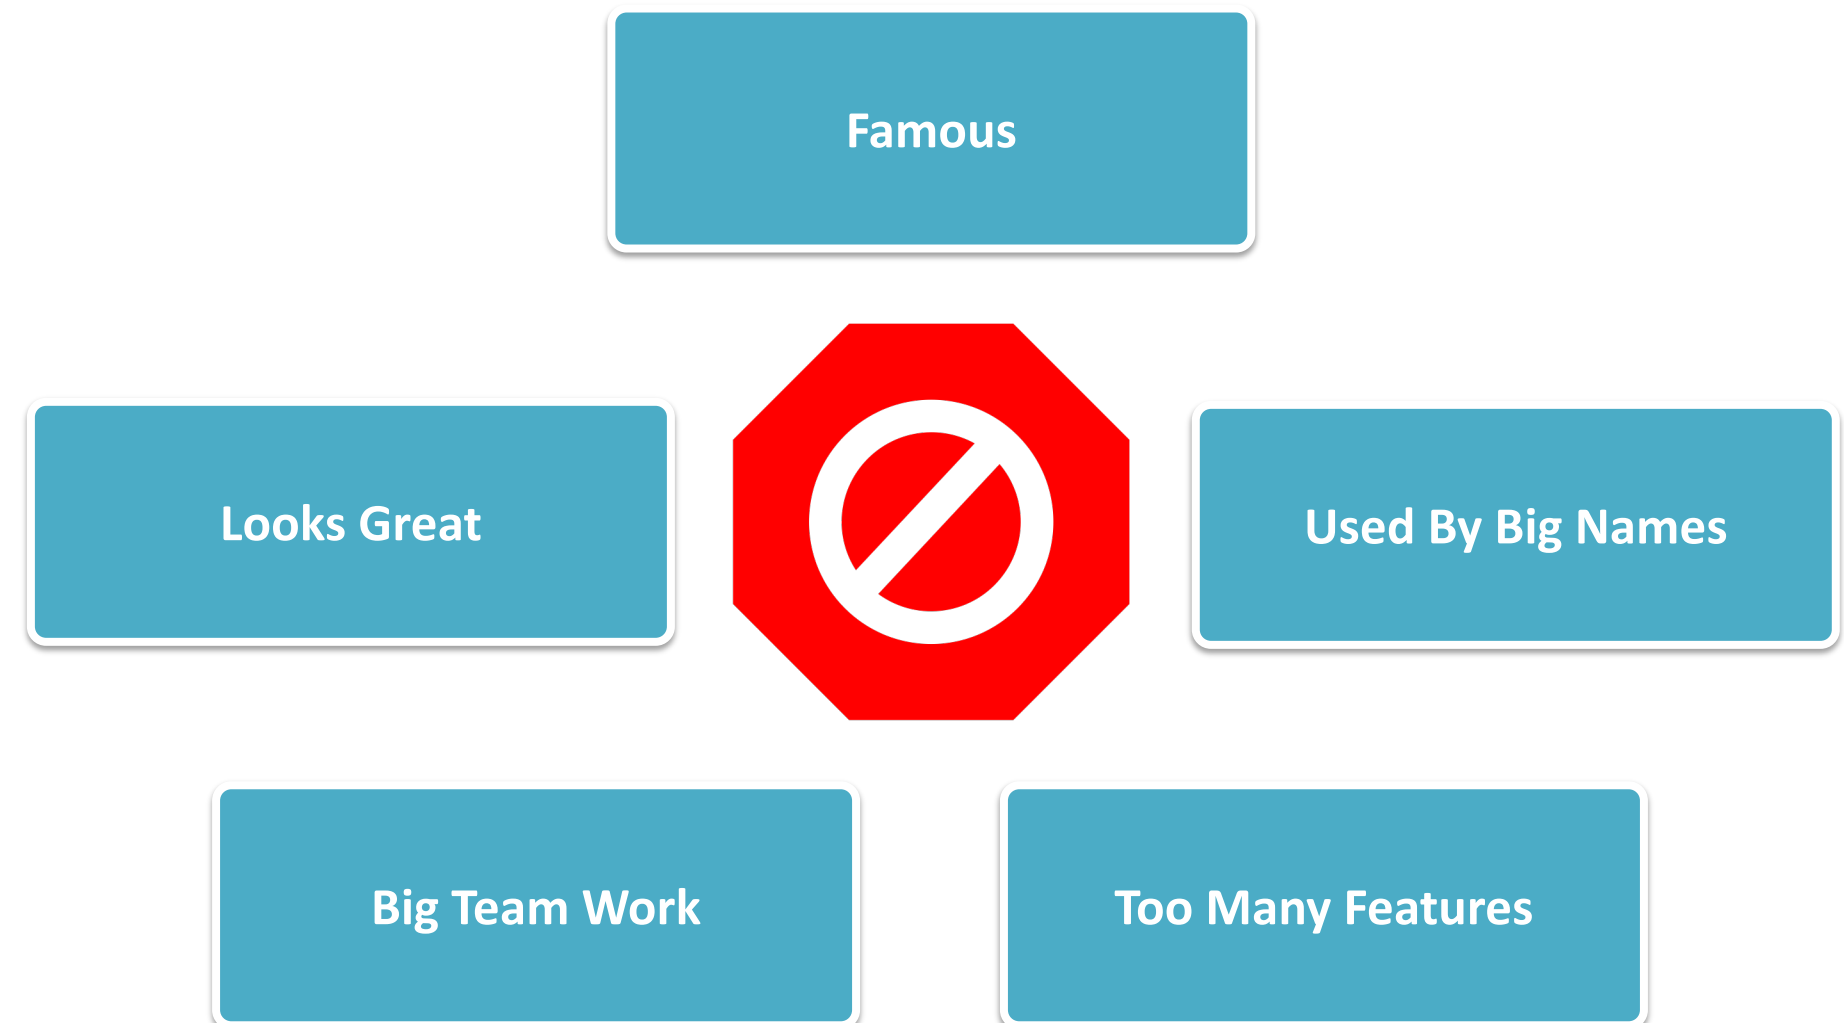 Famous
Looks Great
Used By Big Names
Big Team Work
Too Many Features